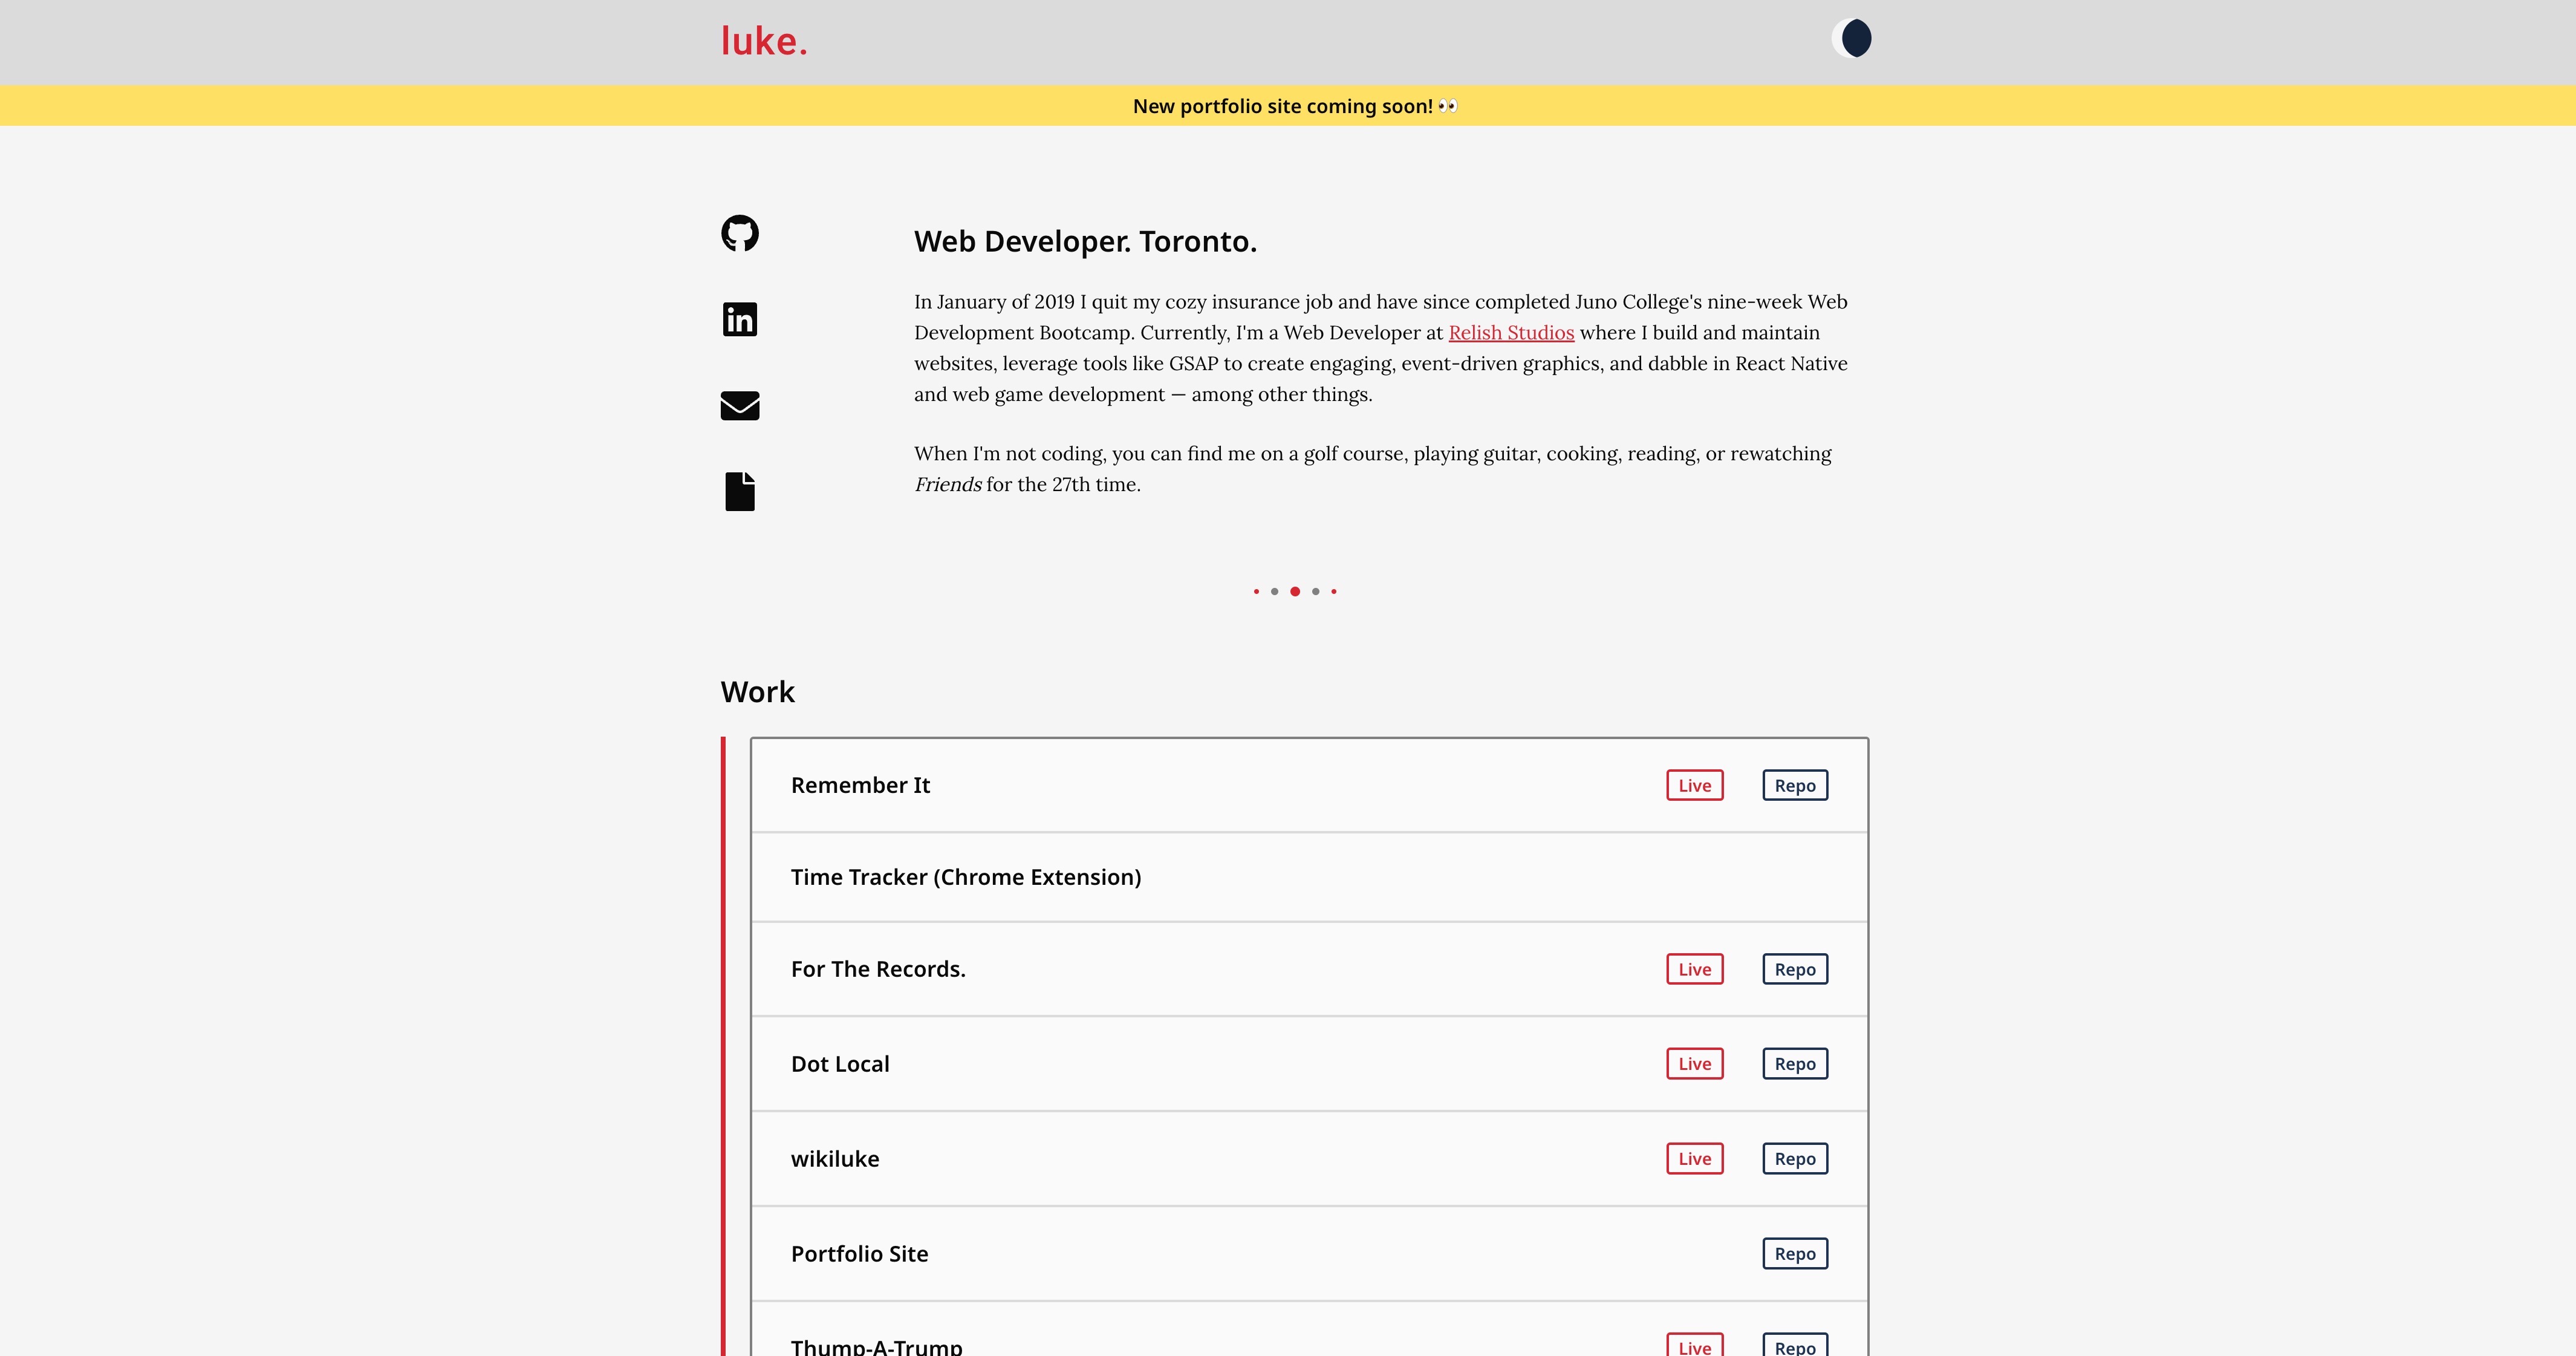 luke.
New portfolio site coming soon! 👀
Web Developer. Toronto.
In January of 2019 I quit my cozy insurance job and have since completed Juno College's nine-week Web
Development Bootcamp. Currently, I'm a Web Developer at Relish Studios where I build and maintain
websites, leverage tools like GSAP to create engaging, event-driven graphics, and dabble in React Native
and web game development — among other things.
When I'm not coding, you can find me on a golf course, playing guitar, cooking, reading, or rewatching
Friends for the 27th time.
Work
Remember It Live Repo
Time Tracker (Chrome Extension)
For The Records. Live Repo
Dot Local Live Repo
wikiluke Live Repo
Portfolio Site Repo
Thump-A-Trump Live Repo